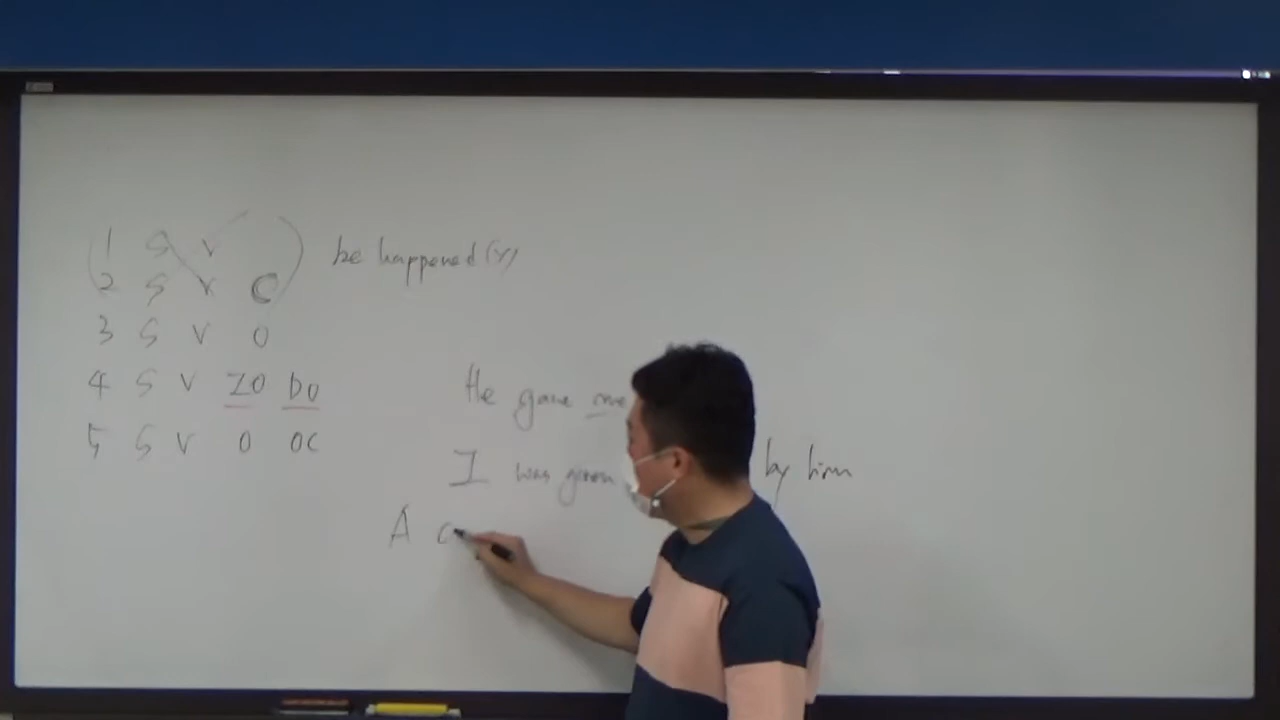 1 S V
2 S V C
3 S V O
4 S V IO DO
5 S V O OC
be happened (x)
He gave me
I was given by him
A c